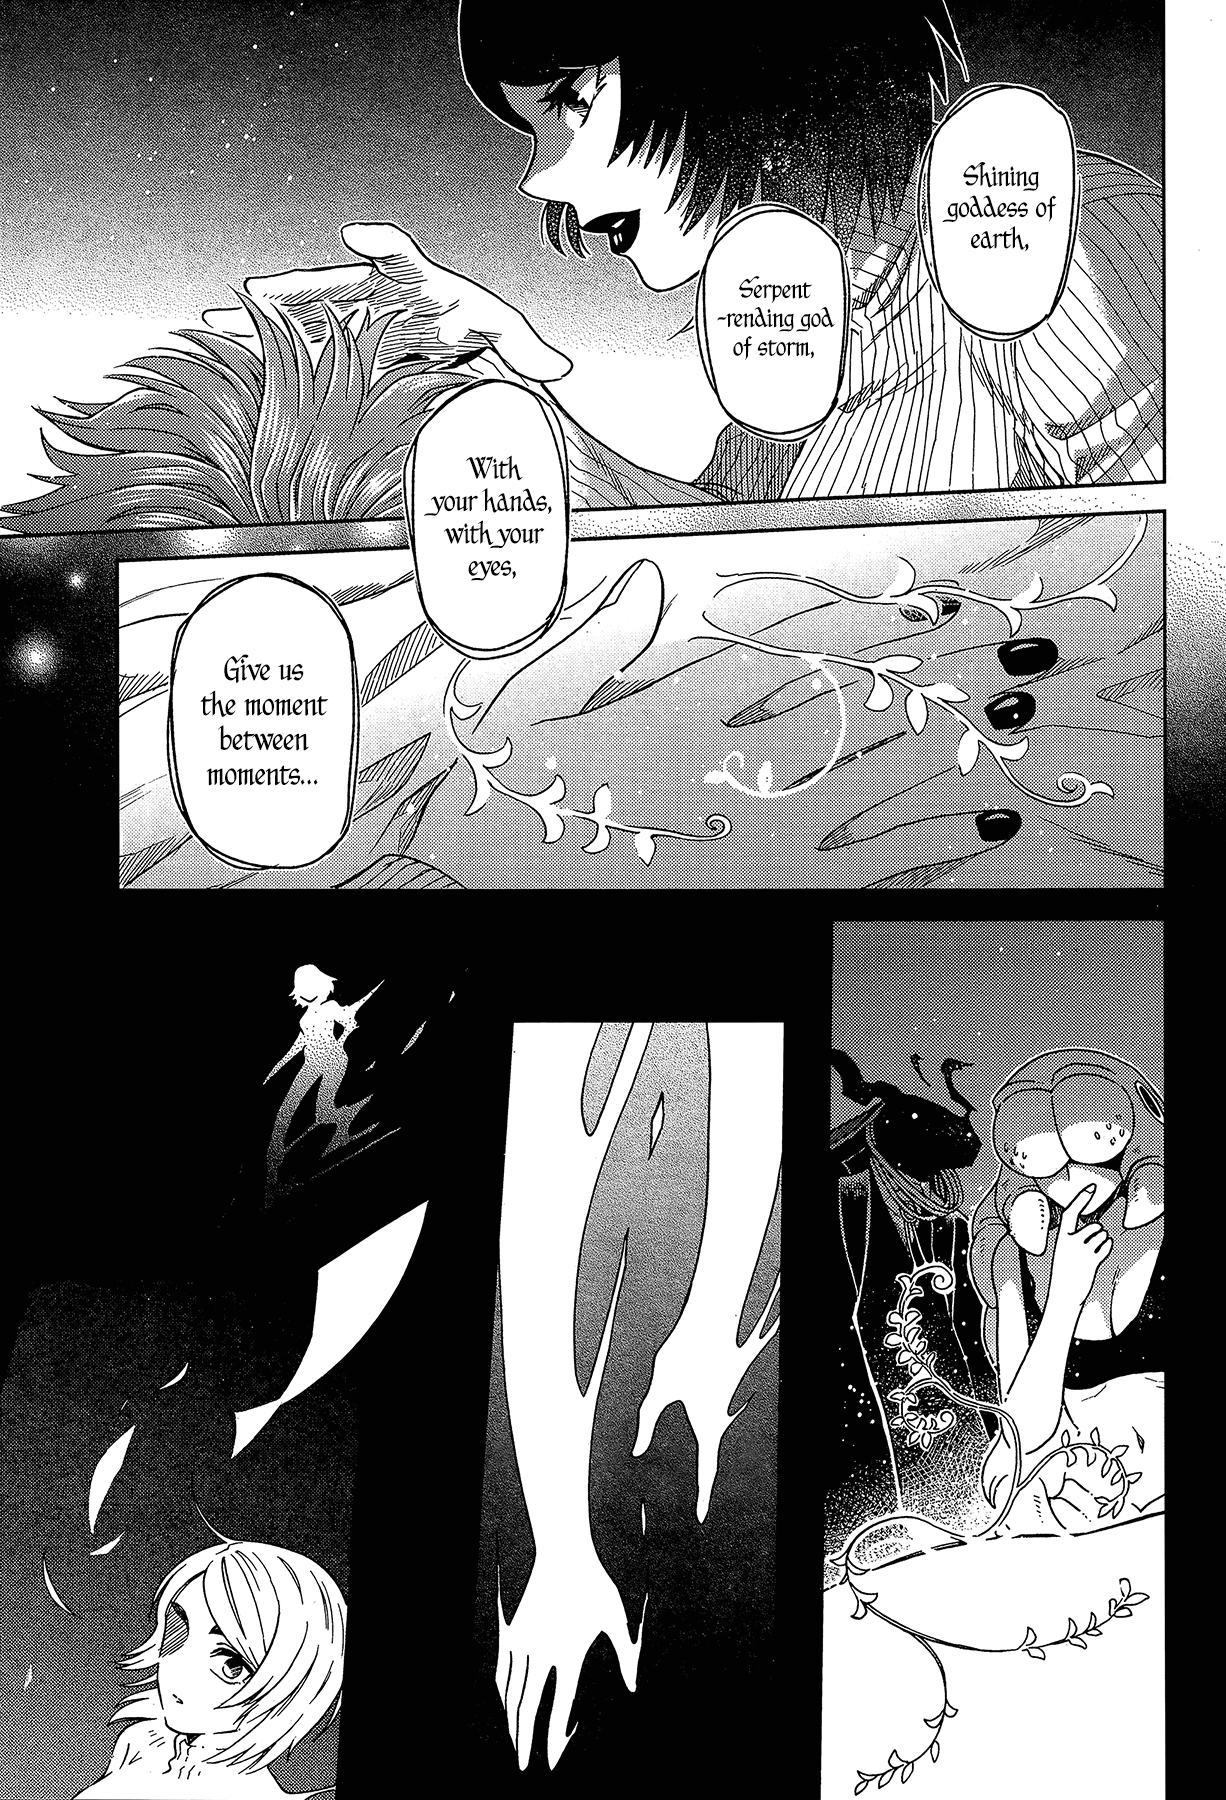 Shining
goddess of
earth,
Serpent
-rending god
of storm,
With
your hands,
with your
eyes,
Give us
the moment
between
moments...